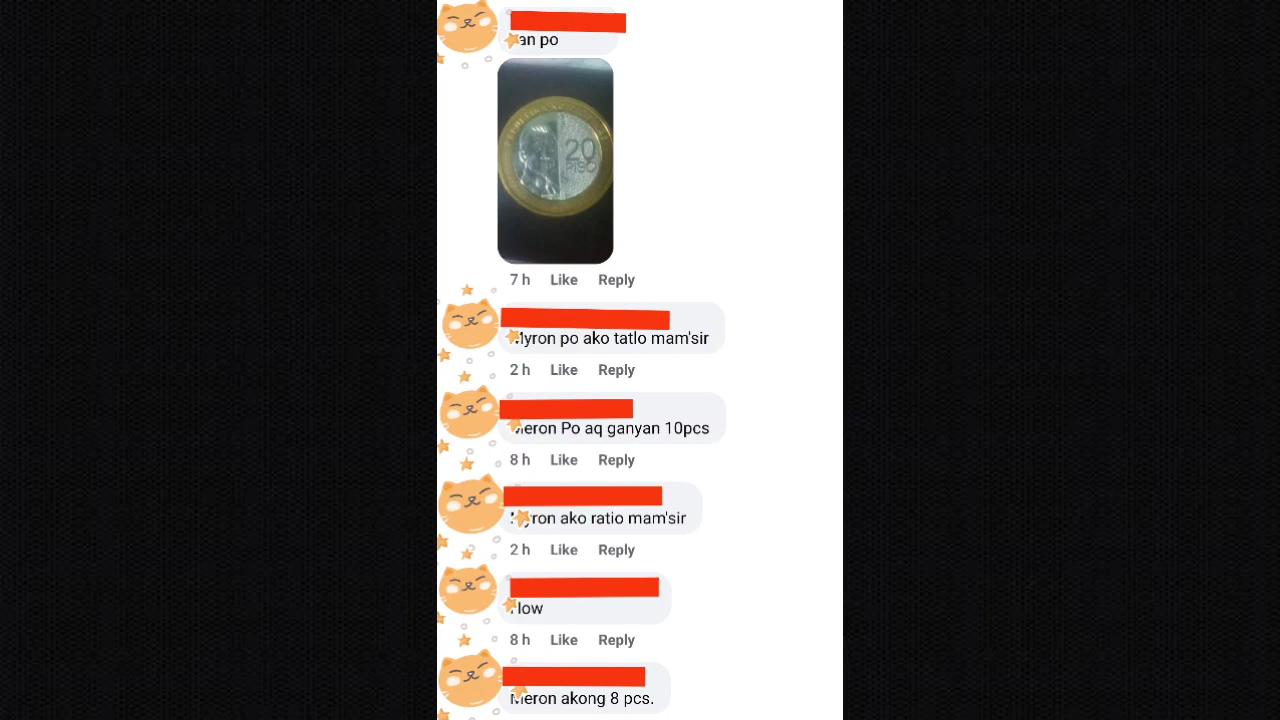 an po
20
PISO
7 h Like Reply
Myron po ako tatlo mam'sir
2 h Like Reply
Meron Po aq ganyan 10pcs
8 h Like Reply
Myron ako ratio mam'sir
2 h Like Reply
low
8 h Like Reply
Meron akong 8 pcs.